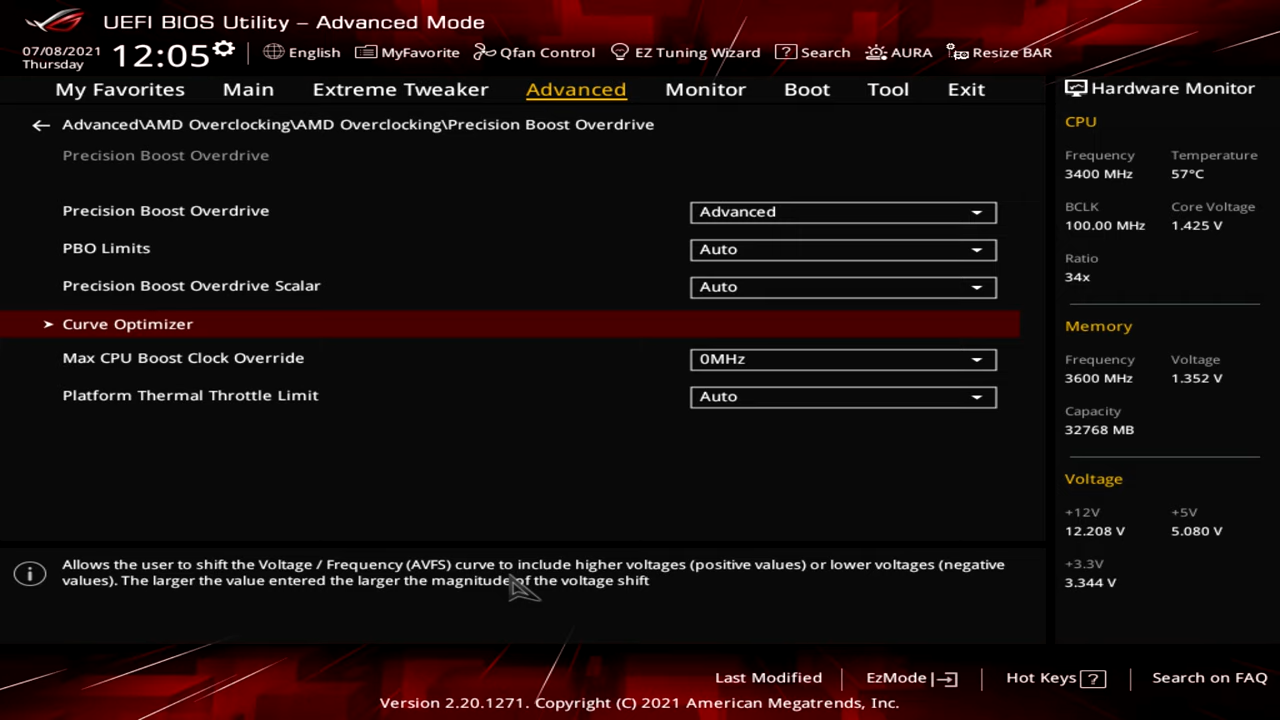 UEFI BIOS Utility – Advanced Mode
07/08/2021
Thursday
12:05
English
MyFavorite
Qfan Control
EZ Tuning Wizard
? Search
AURA
Resize BAR
My Favorites
Main
Extreme Tweaker
Advanced
Monitor
Boot
Tool
Exit
Advanced\AMD Overclocking\AMD Overclocking\Precision Boost Overdrive
Precision Boost Overdrive
Precision Boost Overdrive
Advanced
PBO Limits
Auto
Precision Boost Overdrive Scalar
Auto
Curve Optimizer
Max CPU Boost Clock Override
0MHz
Platform Thermal Throttle Limit
Auto
Allows the user to shift the Voltage / Frequency (AVFS) curve to include higher voltages (positive values) or lower voltages (negative
values). The larger the value entered the larger the magnitude of the voltage shift
Hardware Monitor
CPU
Frequency Temperature
3400 MHz 57°C
BCLK Core Voltage
100.00 MHz 1.425 V
Ratio
34x
Memory
Frequency Voltage
3600 MHz 1.352 V
Capacity
32768 MB
Voltage
+12V +5V
12.208 V 5.080 V
+3.3V
3.344 V
Last Modified
EzMode
Hot Keys ?
Search on FAQ
Version 2.20.1271. Copyright (C) 2021 American Megatrends, Inc.